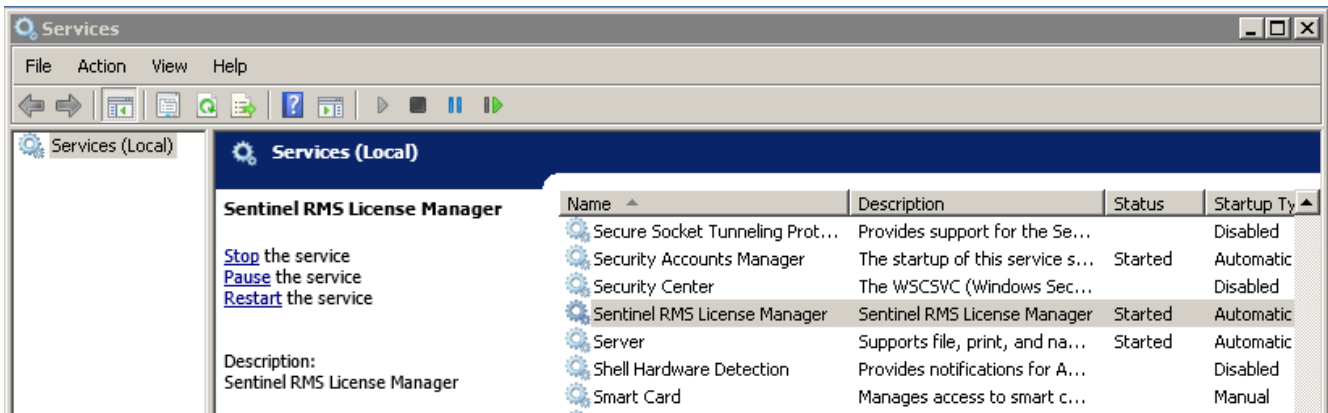 Services
File Action View Help
Services (Local)
Services (Local)
Sentinel RMS License Manager
Stop the service
Pause the service
Restart the service
Description:
Sentinel RMS License Manager
Name Description Status Startup Ty
Secure Socket Tunneling Prot... Provides support for the Se... Disabled
Security Accounts Manager The startup of this service s... Started Automatic
Security Center The WSCSVC (Windows Sec... Disabled
Sentinel RMS License Manager Sentinel RMS License Manager Started Automatic
Server Supports file, print, and na... Started Automatic
Shell Hardware Detection Provides notifications for A... Disabled
Smart Card Manages access to smart c... Manual